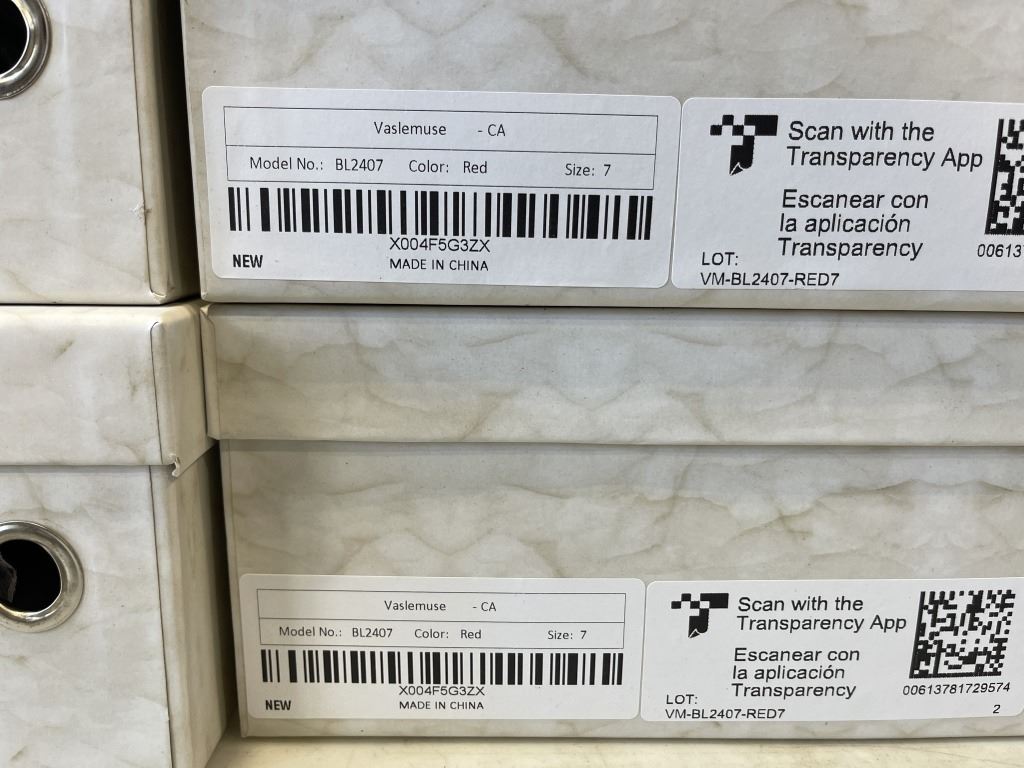 Vaslemuse - CA
Model No.: BL2407 Color: Red Size: 7
X004F5G3ZX
NEW
MADE IN CHINA
Scan with the
Transparency App
Escanear con
la aplicación
Transparency
LOT:
VM-BL2407-RED7
00613
Vaslemuse - CA
Model No.: BL2407 Color: Red Size: 7
X004F5G3ZX
NEW
MADE IN CHINA
Scan with the
Transparency App
Escanear con
la aplicación
Transparency
LOT:
VM-BL2407-RED7
00613781729574
2